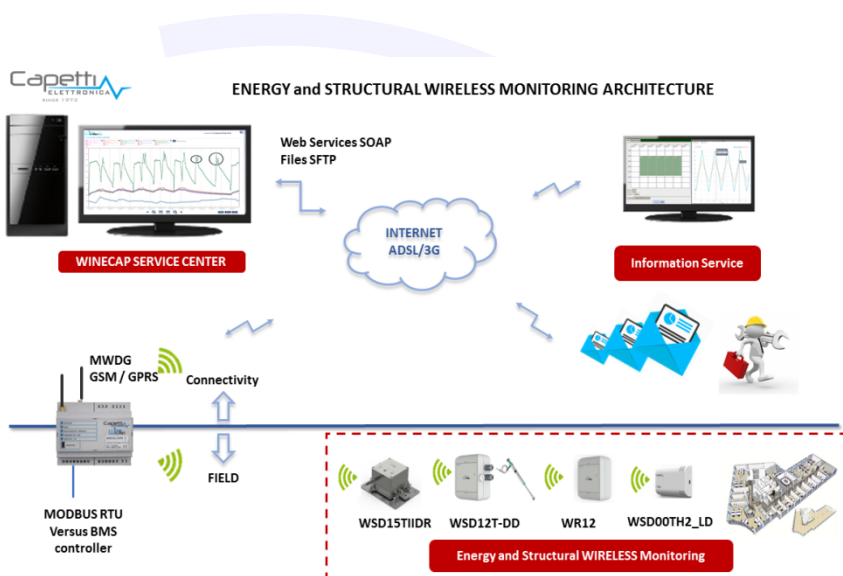 Capetti
ELETTRONICA
SINCE 1972
ENERGY and STRUCTURAL WIRELESS MONITORING ARCHITECTURE
Web Services SOAP
Files SFTP
INTERNET
ADSL/3G
WINECAP SERVICE CENTER
Information Service
MWDG
GSM / GPRS
Connectivity
Capetti
FIELD
MODBUS RTU
Versus BMS
controller
WSD15TIIDR
WSD12T-DD
WR12
WSD00TH2_LD
Energy and Structural WIRELESS Monitoring